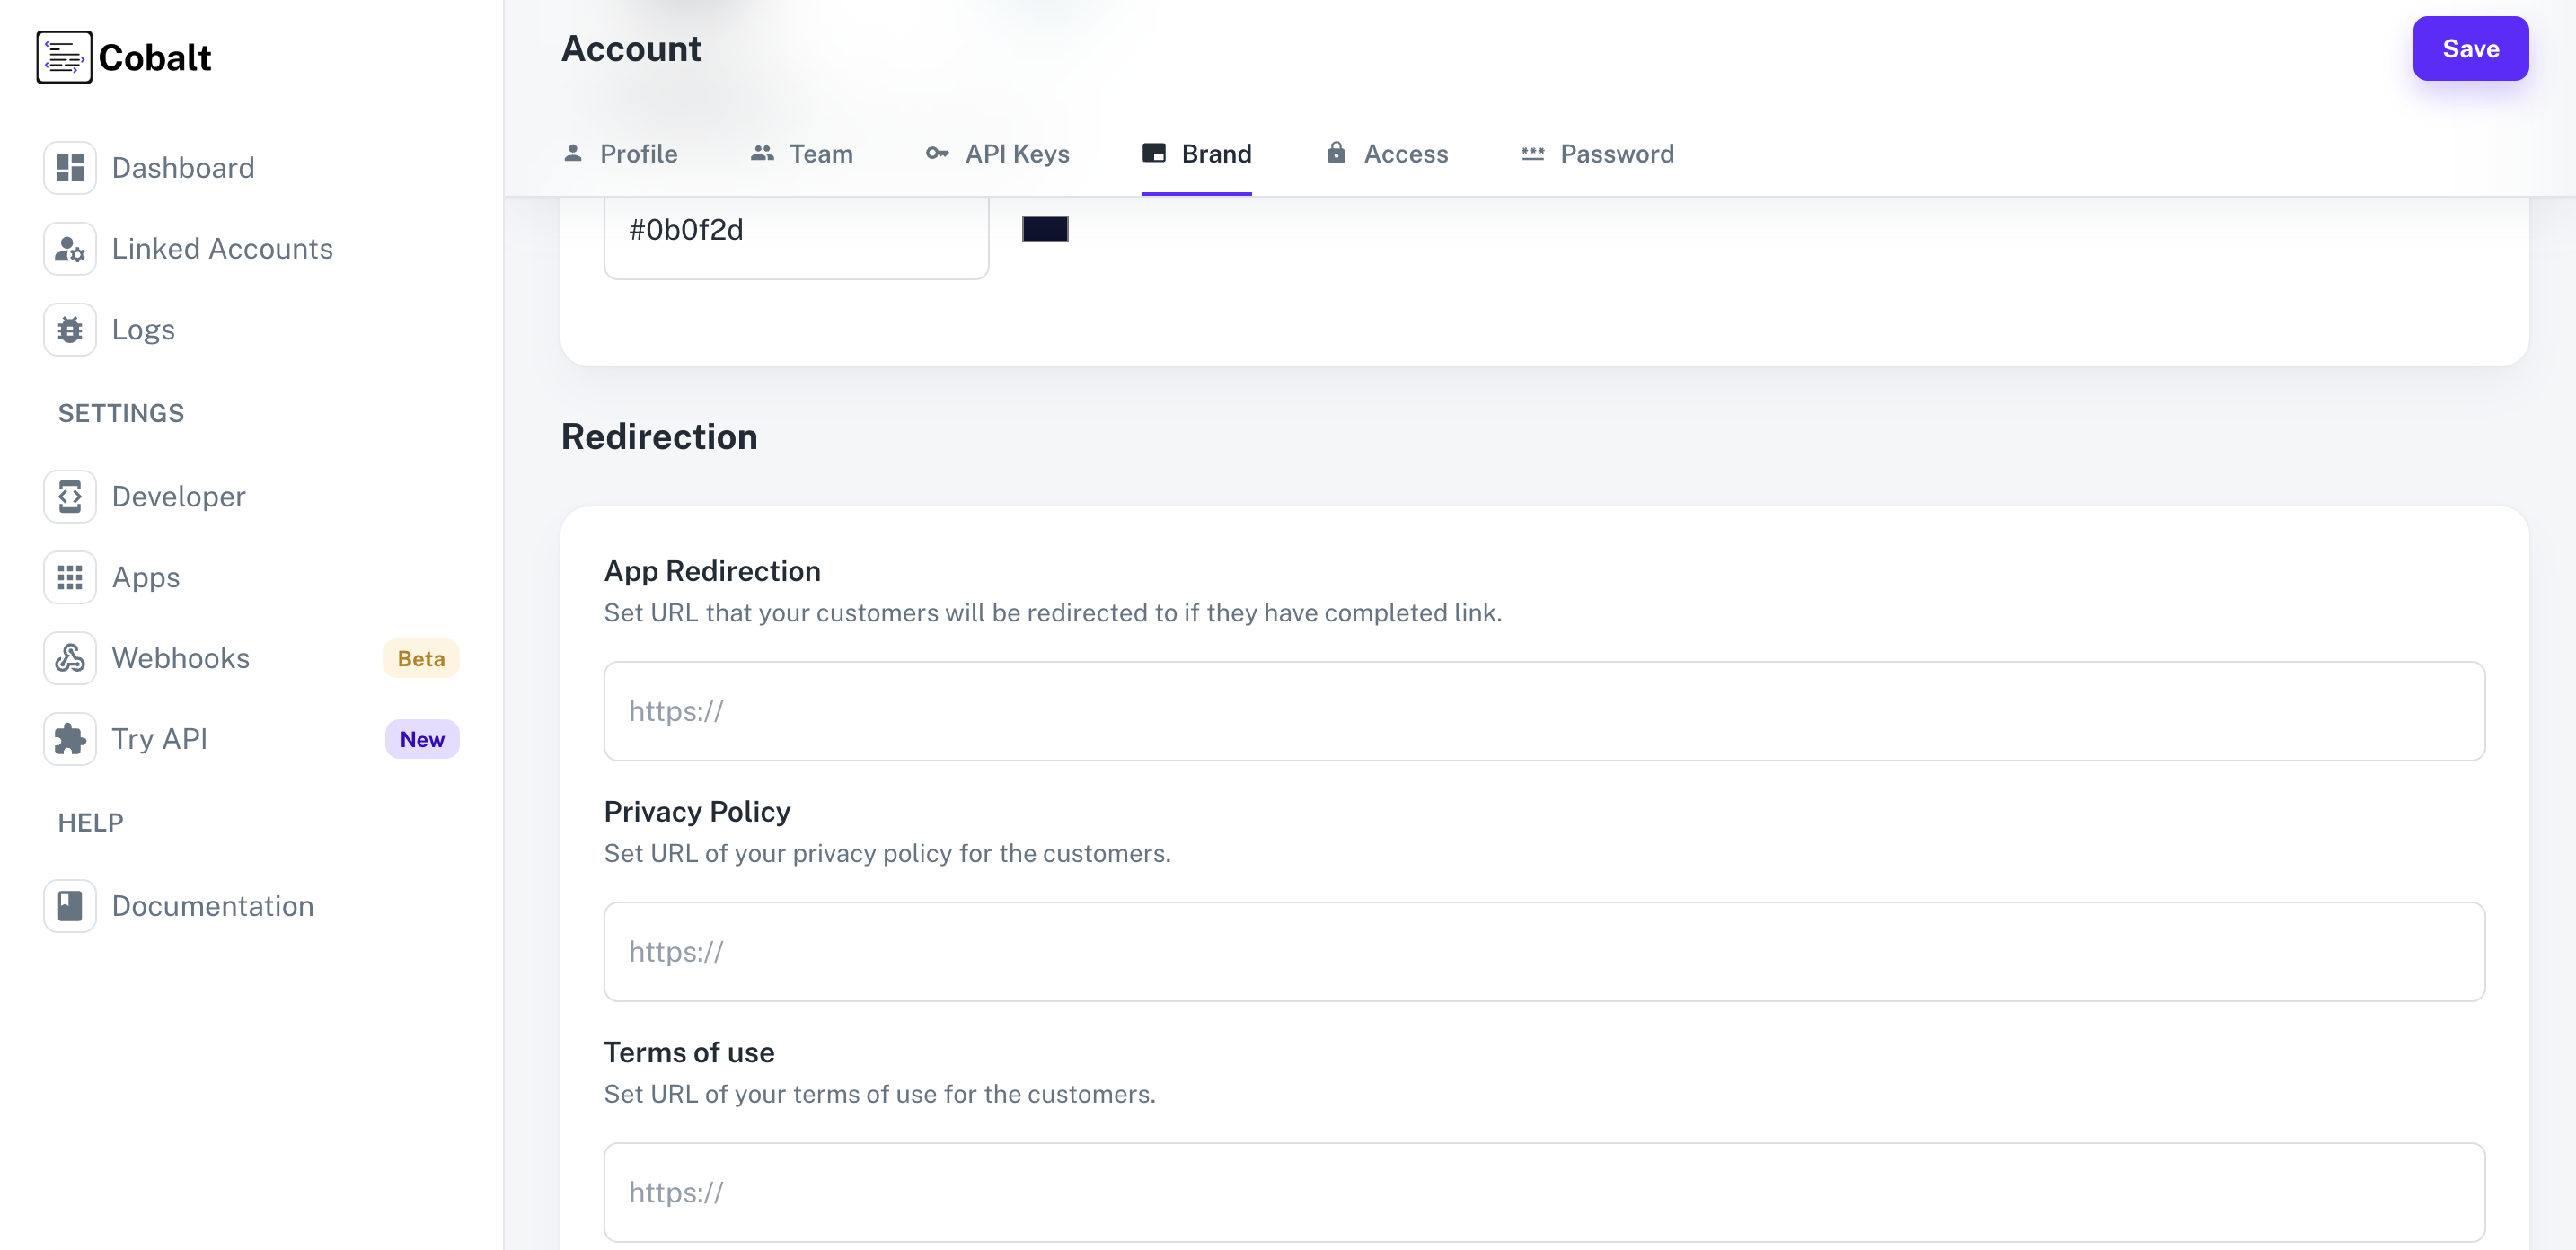 Cobalt
Dashboard
Linked Accounts
Logs
SETTINGS
Developer
Apps
Webhooks Beta
Try API New
HELP
Documentation
Account
Save
Profile Team API Keys Brand Access Password
#0b0f2d
Redirection
App Redirection
Set URL that your customers will be redirected to if they have completed link.
https://
Privacy Policy
Set URL of your privacy policy for the customers.
https://
Terms of use
Set URL of your terms of use for the customers.
https://